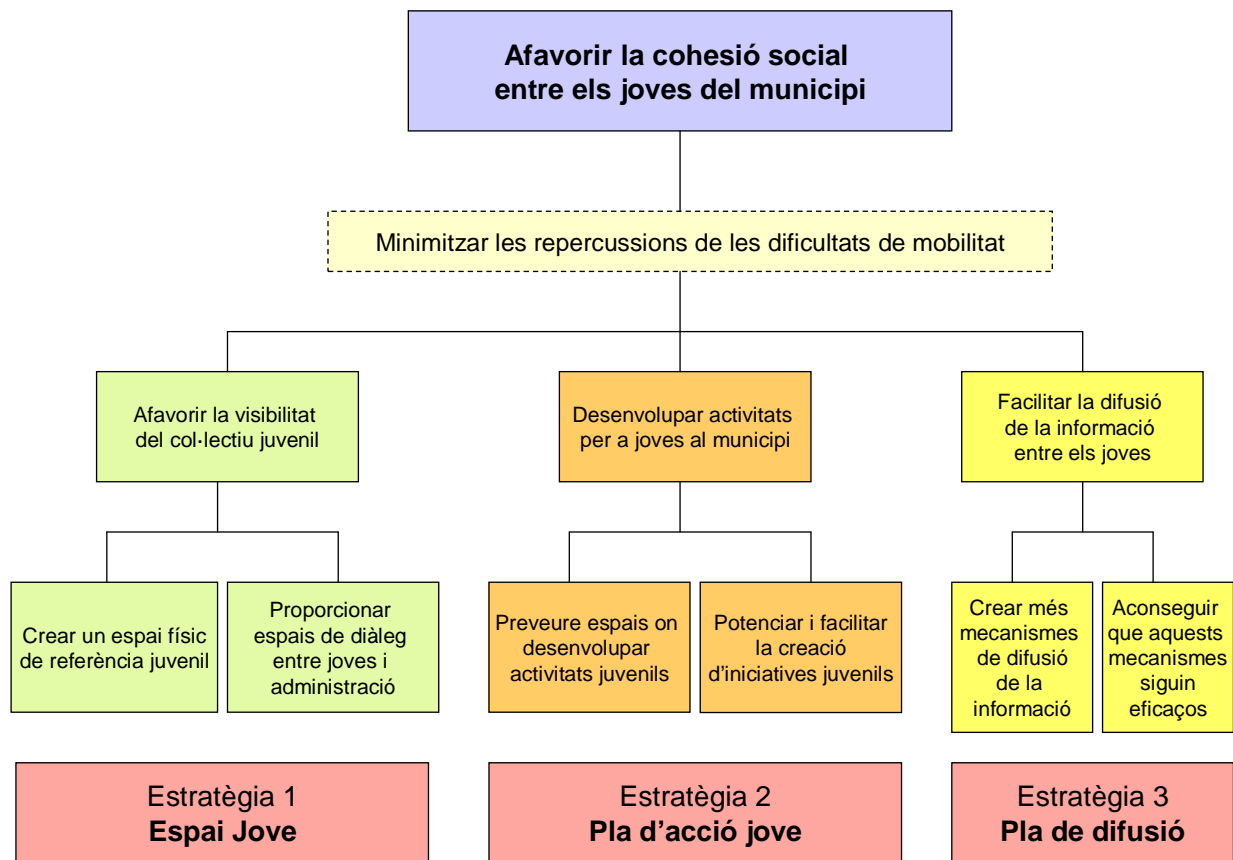 Afavorir la cohesió social
entre els joves del municipi
Minimitzar les repercussions de les dificultats de mobilitat
Afavorir la visibilitat
del col·lectiu juvenil
Desenvolupar activitats
per a joves al municipi
Facilitar la difusió
de la informació
entre els joves
Crear un espai físic
de referència juvenil
Proporcionar
espais de diàleg
entre joves i
administració
Preveure espais on
desenvolupar
activitats juvenils
Potenciar i facilitar
la creació
d'iniciatives juvenils
Crear més
mecanismes
de difusió
de la
informació
Aconseguir
que aquests
mecanismes
siguin
eficaços
Estratègia 1
Espai Jove
Estratègia 2
Pla d'acció jove
Estratègia 3
Pla de difusió